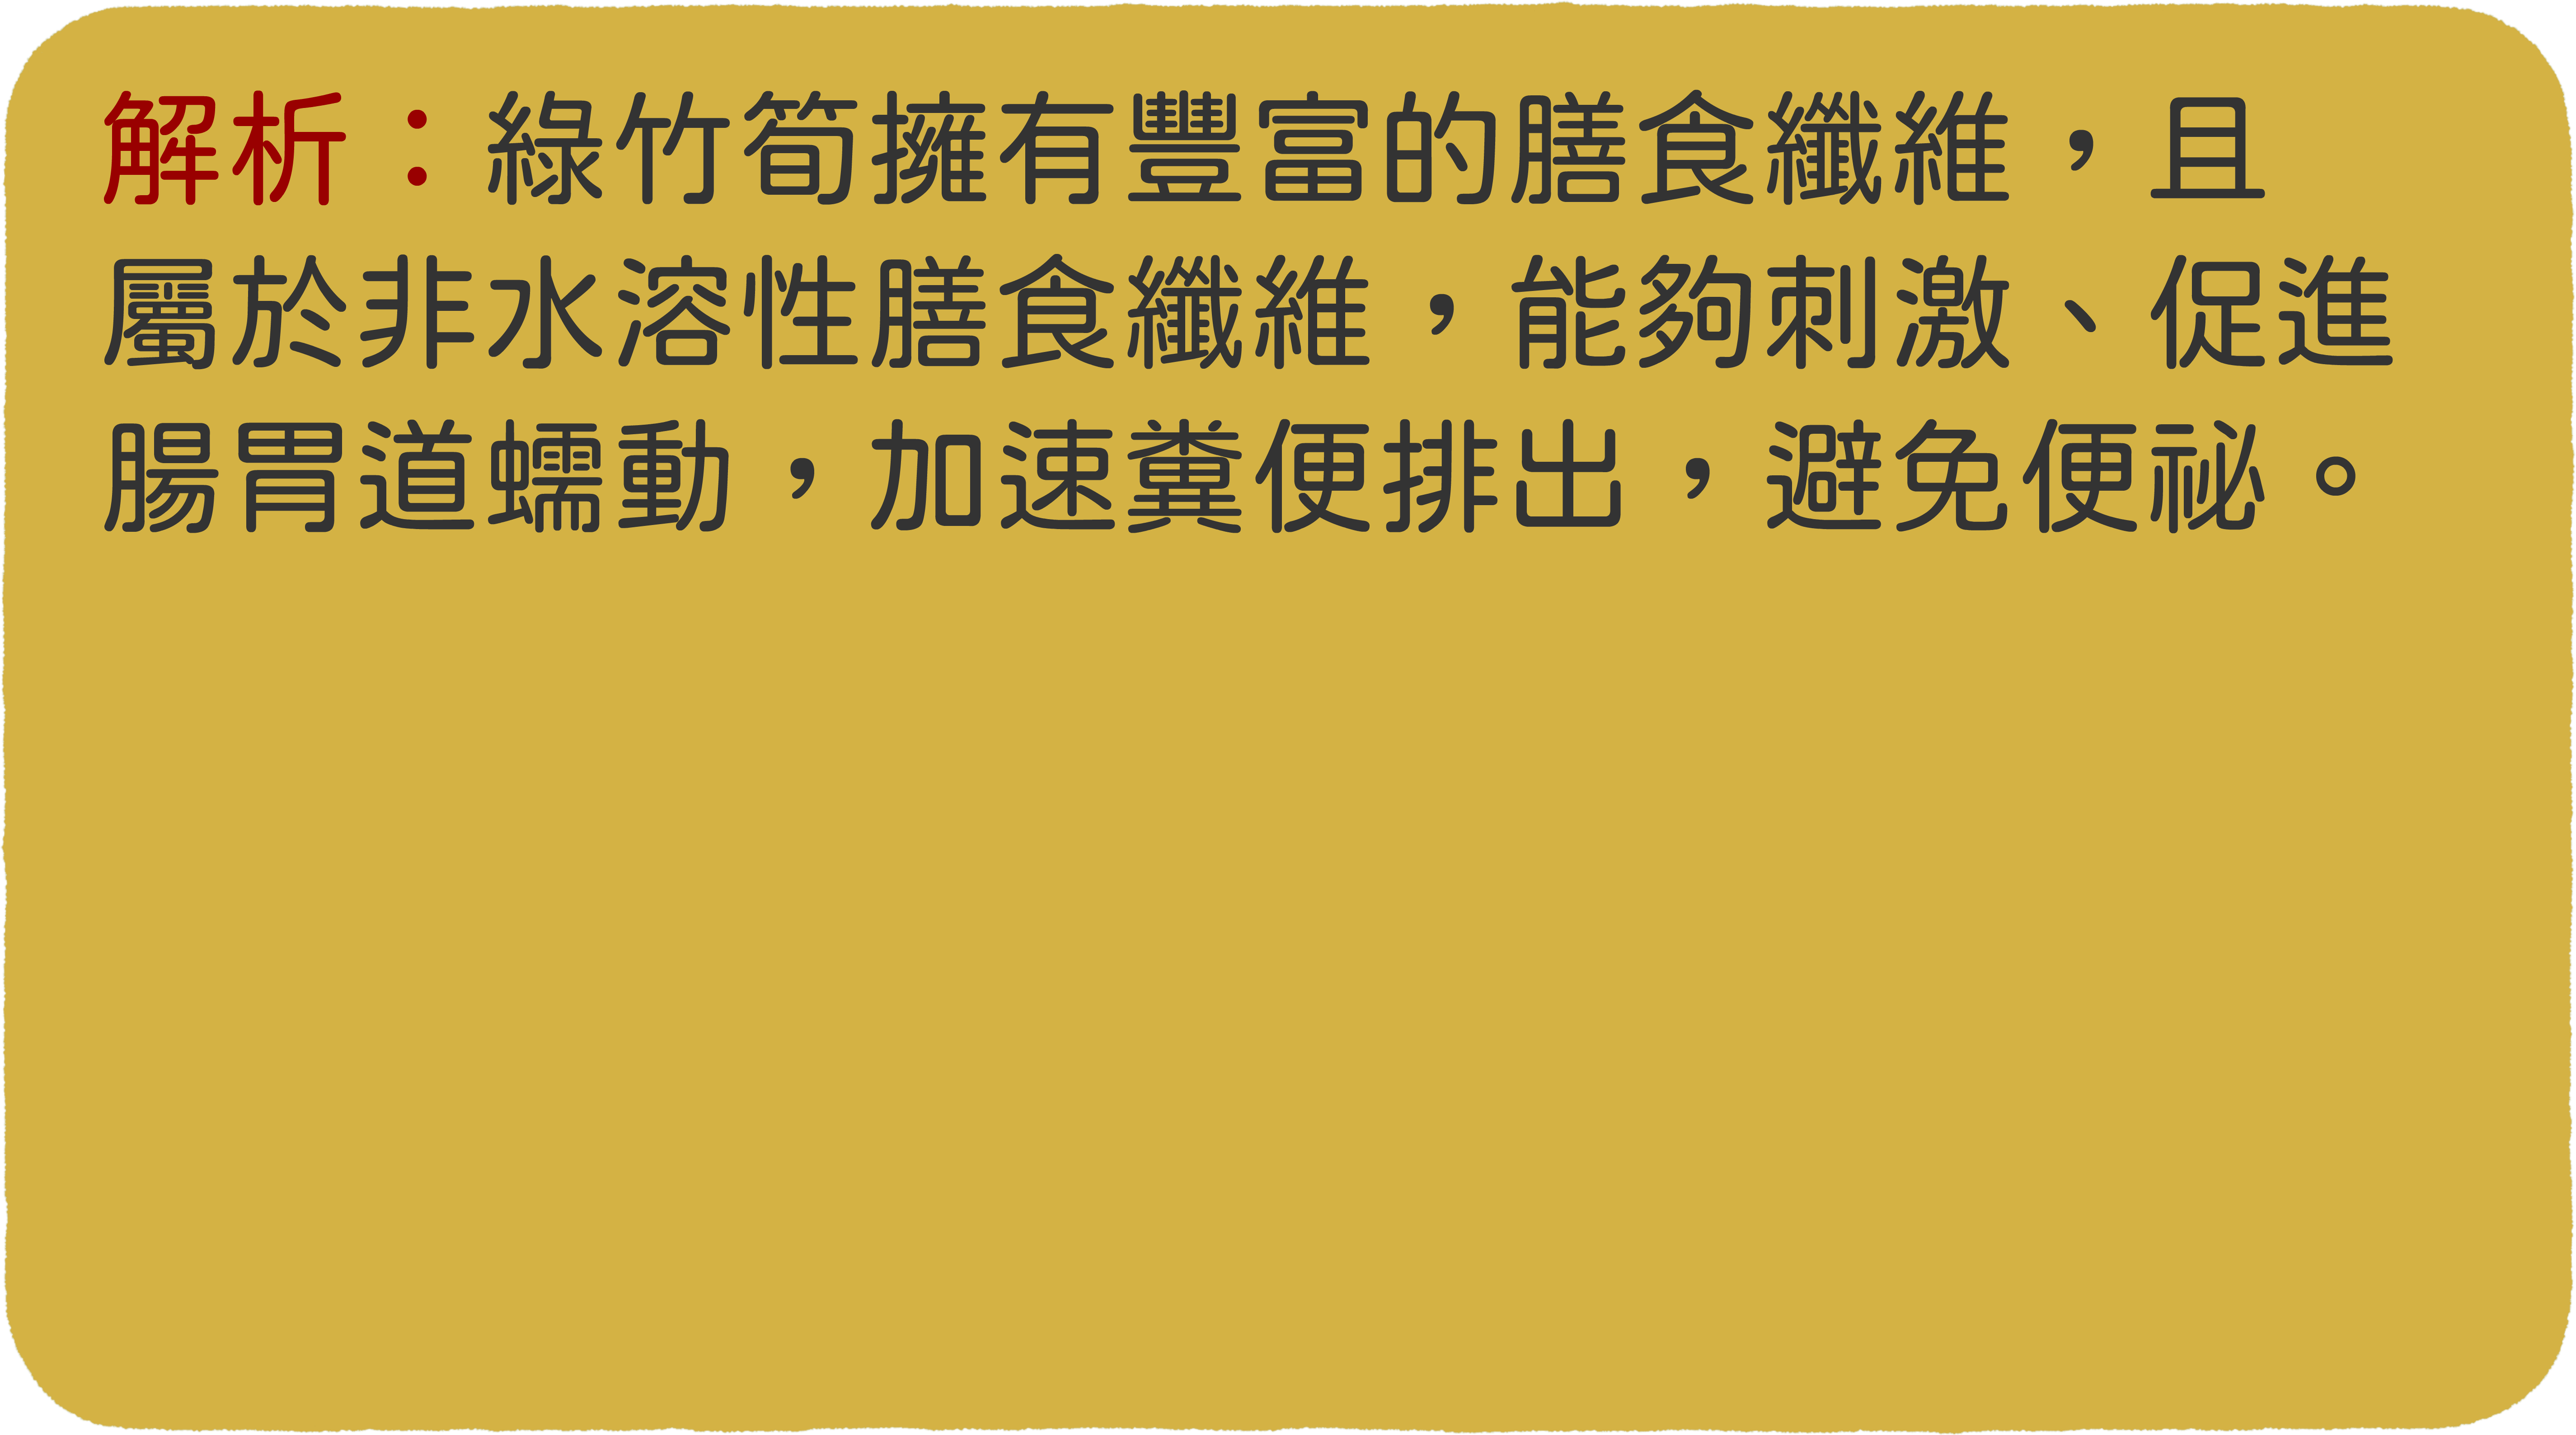 解析：綠竹筍擁有豐富的膳食纖維，且
屬於非水溶性膳食纖維，能夠刺激、促進
腸胃道蠕動，加速糞便排出，避免便祕。